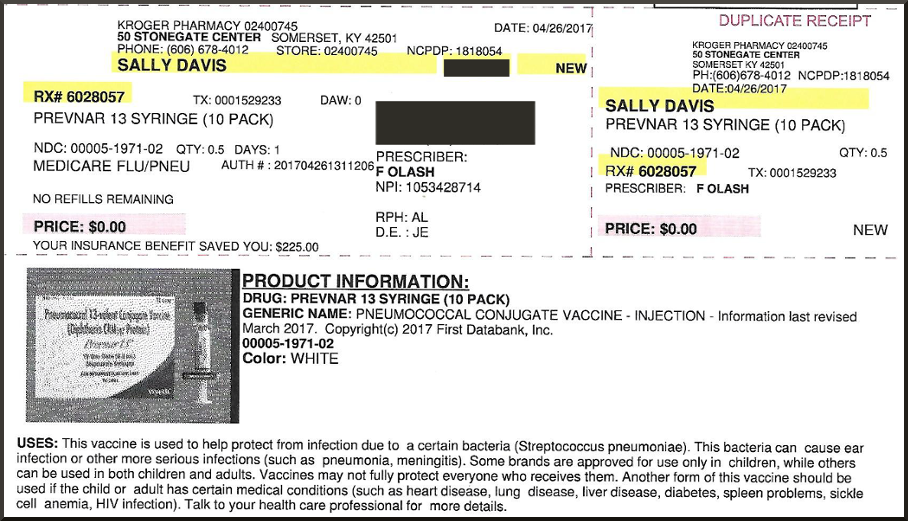 KROGER PHARMACY 02400745
DATE: 04/26/2017
50 STONEGATE CENTER SOMERSET, KY 42501
PHONE: (606) 678-4012 STORE: 02400745 NCPDP: 1818054
SALLY DAVIS NEW
RX# 6028057 TX: 0001529233 DAW: 0
PREVNAR 13 SYRINGE (10 PACK)
NDC: 00005-1971-02 QTY: 0.5 DAYS: 1
MEDICARE FLU/PNEU AUTH # : 201704261311206
PRESCRIBER:
F OLASH
NPI: 1053428714
NO REFILLS REMAINING
RPH: AL
PRICE: $0.00
D.E. : JE
YOUR INSURANCE BENEFIT SAVED YOU: $225.00
DUPLICATE RECEIPT
KROGER PHARMACY 02400745
50 STONEGATE CENTER
SOMERSET KY 42501
PH:(606)678-4012 NCPDP:1818054
DATE:04/26/2017
SALLY DAVIS
PREVNAR 13 SYRINGE (10 PACK)
NDC: 00005-1971-02 QTY: 0.5
RX# 6028057 TX: 0001529233
PRESCRIBER: F OLASH
PRICE: $0.00 NEW
Pneumococcal 13-valent Conjugate Vaccine
(Diphtheria CRM197 Protein)
Prevnar 13
PRODUCT INFORMATION:
DRUG: PREVNAR 13 SYRINGE (10 PACK)
GENERIC NAME: PNEUMOCOCCAL CONJUGATE VACCINE - INJECTION - Information last revised
March 2017. Copyright(c) 2017 First Databank, Inc.
00005-1971-02
Color: WHITE
USES: This vaccine is used to help protect from infection due to a certain bacteria (Streptococcus pneumoniae). This bacteria can cause ear
infection or other more serious infections (such as pneumonia, meningitis). Some brands are approved for use only in children, while others
can be used in both children and adults. Vaccines may not fully protect everyone who receives them. Another form of this vaccine should be
used if the child or adult has certain medical conditions (such as heart disease, lung disease, liver disease, diabetes, spleen problems, sickle
cell anemia, HIV infection). Talk to your health care professional for more details.